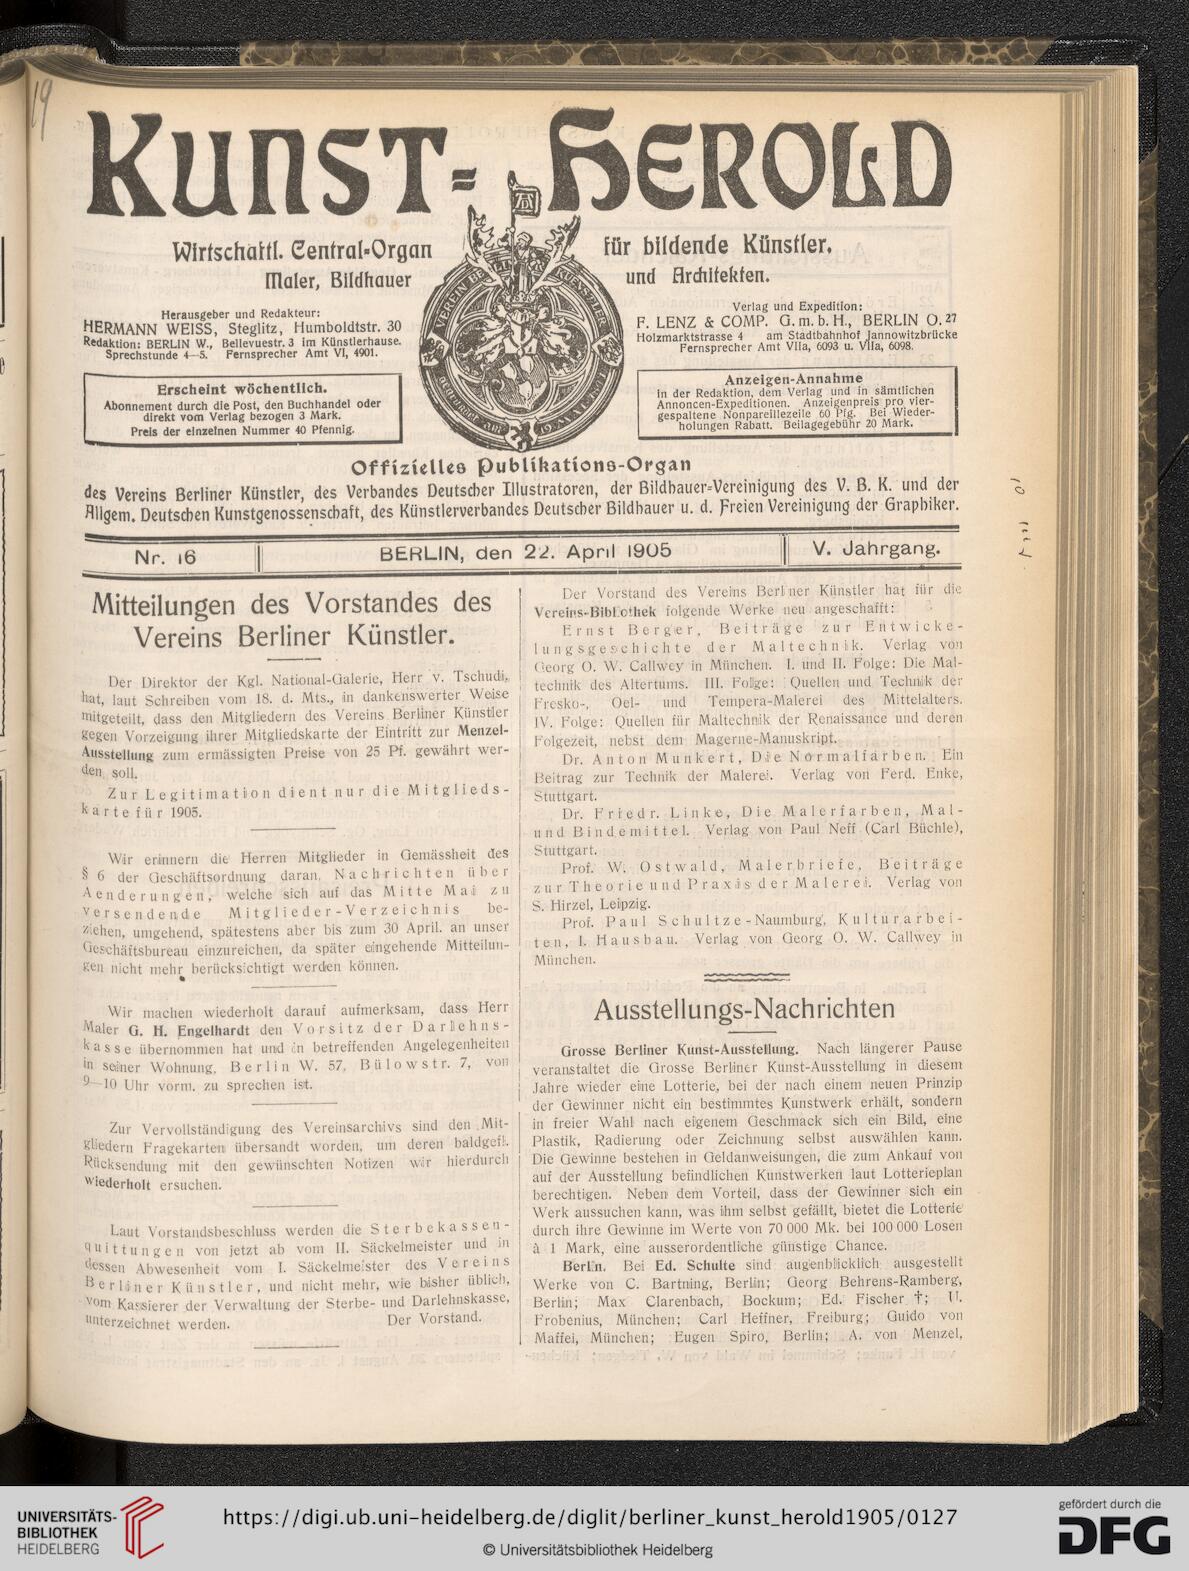 19
KUNST= HEROLD
Wirtschaftl. Central-Organ für bildende Künstler,
Maler, Bildhauer und Architekten.
Herausgeber und Redakteur:
HERMANN WEISS, Steglitz, Humboldtstr. 30
Redaktion: BERLIN W., Bellevuestr. 3 im Künstlerhause.
Sprechstunde 4—5. Fernsprecher Amt VI, 4901.
Erscheint wöchentlich.
Abonnement durch die Post, den Buchhandel oder
direkt vom Verlag bezogen 3 Mark.
Preis der einzelnen Nummer 40 Pfennig.
Verlag und Expedition:
F. LENZ & COMP. G. m. b. H., BERLIN O. 27
Holzmarktstrasse 4 am Stadtbahnhof Jannowitzbrücke
Fernsprecher Amt VIIa, 6093 u. VIIa, 6098.
Anzeigen-Annahme
in der Redaktion, dem Verlag und in sämtlichen
Annoncen-Expeditionen. Anzeigenpreis pro vier-
gespaltene Nonpareillezeile 60 Pfg. Bei Wieder-
holungen Rabatt. Beilagegebühr 20 Mark.
Offizielles Publikations-Organ
des Vereins Berliner Künstler, des Verbandes Deutscher Illustratoren, der Bildhauer=Vereinigung des V. B. K. und der
Allgem. Deutschen Kunstgenossenschaft, des Künstlerverbandes Deutscher Bildhauer u. d. Freien Vereinigung der Graphiker.
Nr. 16 BERLIN, den 22. April 1905 V. Jahrgang.
Mitteilungen des Vorstandes des
Vereins Berliner Künstler.
Der Direktor der Kgl. National-Galerie, Herr v. Tschudi,
hat, laut Schreiben vom 18. d. Mts., in dankenswerter Weise
mitgeteilt, dass den Mitgliedern des Vereins Berliner Künstler
gegen Vorzeigung ihrer Mitgliedskarte der Eintritt zur Menzel-
Ausstellung zum ermässigten Preise von 25 Pf. gewährt wer-
den soll.
Zur Legitimation dient nur die Mitglieds-
karte für 1905.
Wir erinnern die Herren Mitglieder in Gemässheit des
§ 6 der Geschäftsordnung daran, Nachrichten über
Aenderungen, welche sich auf das Mitte Mai zu
versendende Mitglieder-Verzeichnis be-
ziehen, umgehend, spätestens aber bis zum 30 April. an unser
Geschäftsbureau einzureichen, da später eingehende Mitteilun-
gen nicht mehr berücksichtigt werden können.
Wir machen wiederholt darauf aufmerksam, dass Herr
Maler G. H. Engelhardt den Vorsitz der Darlehns-
kasse übernommen hat und in betreffenden Angelegenheiten
in seiner Wohnung, Berlin W. 57, Bülowstr. 7, von
9—10 Uhr vorm. zu sprechen ist.
Zur Vervollständigung des Vereinsarchivs sind den Mit-
gliedern Fragekarten übersandt worden, um deren baldgefl.
Rücksendung mit den gewünschten Notizen wir hierdurch
wiederholt ersuchen.
Laut Vorstandsbeschluss werden die Sterbekassen-
quittungen von jetzt ab vom II. Säckelmeister und in
dessen Abwesenheit vom I. Säckelmeister des Vereins
Berliner Künstler, und nicht mehr, wie bisher üblich,
vom Kassierer der Verwaltung der Sterbe- und Darlehnskasse,
unterzeichnet werden. Der Vorstand.
Der Vorstand des Vereins Berliner Künstler hat für die
Vereins-Bibliothek folgende Werke neu angeschafft:
Ernst Berger, Beiträge zur Entwicke-
lungsgeschichte der Maltechnik. Verlag von
Georg O. W. Callwey in München. I. und II. Folge: Die Mal-
technik des Altertums. III. Folge: Quellen und Technik der
Fresko-, Oel- und Tempera-Malerei des Mittelalters.
IV. Folge: Quellen für Maltechnik der Renaissance und deren
Folgezeit, nebst dem Magerne-Manuskript.
Dr. Anton Munkert, Die Normalfarben. Ein
Beitrag zur Technik der Malerei. Verlag von Ferd. Enke,
Stuttgart.
Dr. Friedr. Linke, Die Malerfarben, Mal-
und Bindemittel. Verlag von Paul Neff (Carl Büchle),
Stuttgart.
Prof. W. Ostwald, Malerbriefe, Beiträge
zur Theorie und Praxis der Malerei. Verlag von
S. Hirzel, Leipzig.
Prof. Paul Schultze-Naumburg, Kulturarbei-
ten, I. Hausbau. Verlag von Georg O. W. Callwey in
München.
Ausstellungs-Nachrichten
Grosse Berliner Kunst-Ausstellung. Nach längerer Pause
veranstaltet die Grosse Berliner Kunst-Ausstellung in diesem
Jahre wieder eine Lotterie, bei der nach einem neuen Prinzip
der Gewinner nicht ein bestimmtes Kunstwerk erhält, sondern
in freier Wahl nach eigenem Geschmack sich ein Bild, eine
Plastik, Radierung oder Zeichnung selbst auswählen kann.
Die Gewinne bestehen in Geldanweisungen, die zum Ankauf von
auf der Ausstellung befindlichen Kunstwerken laut Lotterieplan
berechtigen. Neben dem Vorteil, dass der Gewinner sich ein
Werk aussuchen kann, was ihm selbst gefällt, bietet die Lotterie
durch ihre Gewinne im Werte von 70 000 Mk. bei 100 000 Losen
à 1 Mark, eine ausserordentliche günstige Chance.
Berlin. Bei Ed. Schulte sind augenblicklich ausgestellt
Werke von C. Bartning, Berlin; Georg Behrens-Ramberg,
Berlin; Max Clarenbach, Bockum; Ed. Fischer †; U.
Frobenius, München; Carl Heffner, Freiburg; Guido von
Maffei, München; Eugen Spiro, Berlin; A. von Menzel,
UNIVERSITÄTS-
BIBLIOTHEK
HEIDELBERG
https://digi.ub.uni-heidelberg.de/diglit/berliner_kunst_herold1905/0127
© Universitätsbibliothek Heidelberg
gefördert durch die
DFG